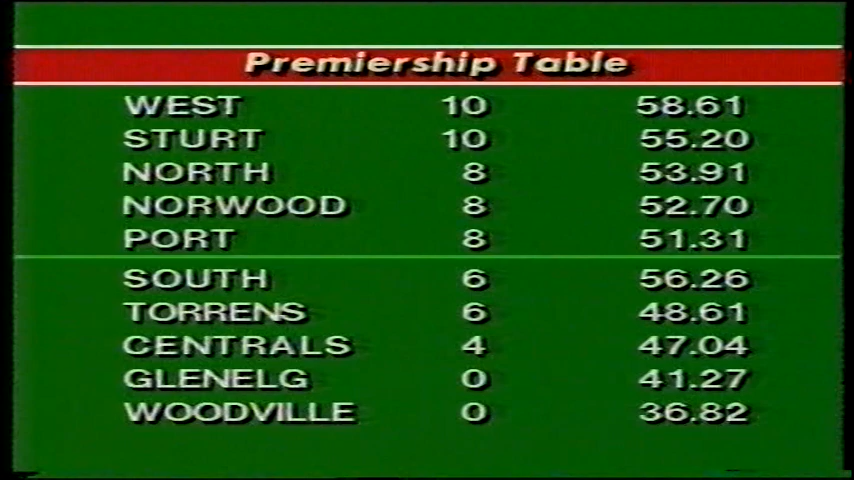 Premiership Table
WEST 10 58.61
STURT 10 55.20
NORTH 8 53.91
NORWOOD 8 52.70
PORT 8 51.31
SOUTH 6 56.26
TORRENS 6 48.61
CENTRALS 4 47.04
GLENELG 0 41.27
WOODVILLE 0 36.82